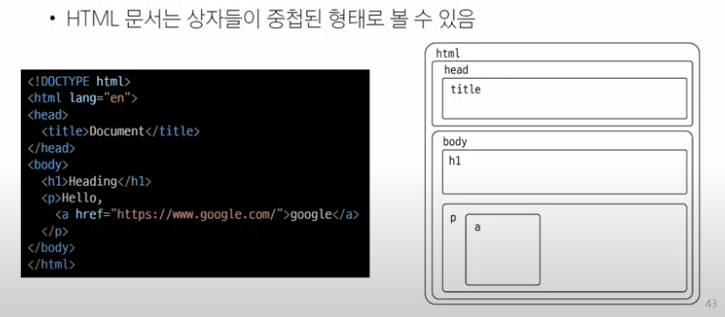 • HTML 문서는 상자들이 중첩된 형태로 볼 수 있음
<!DOCTYPE html>
<html lang="en">
<head>
  <title>Document</title>
</head>
<body>
  <h1>Heading</h1>
  <p>Hello,
    <a href="https://www.google.com/">google</a>
  </p>
</body>
</html>
html
head
title
body
h1
p
a
43